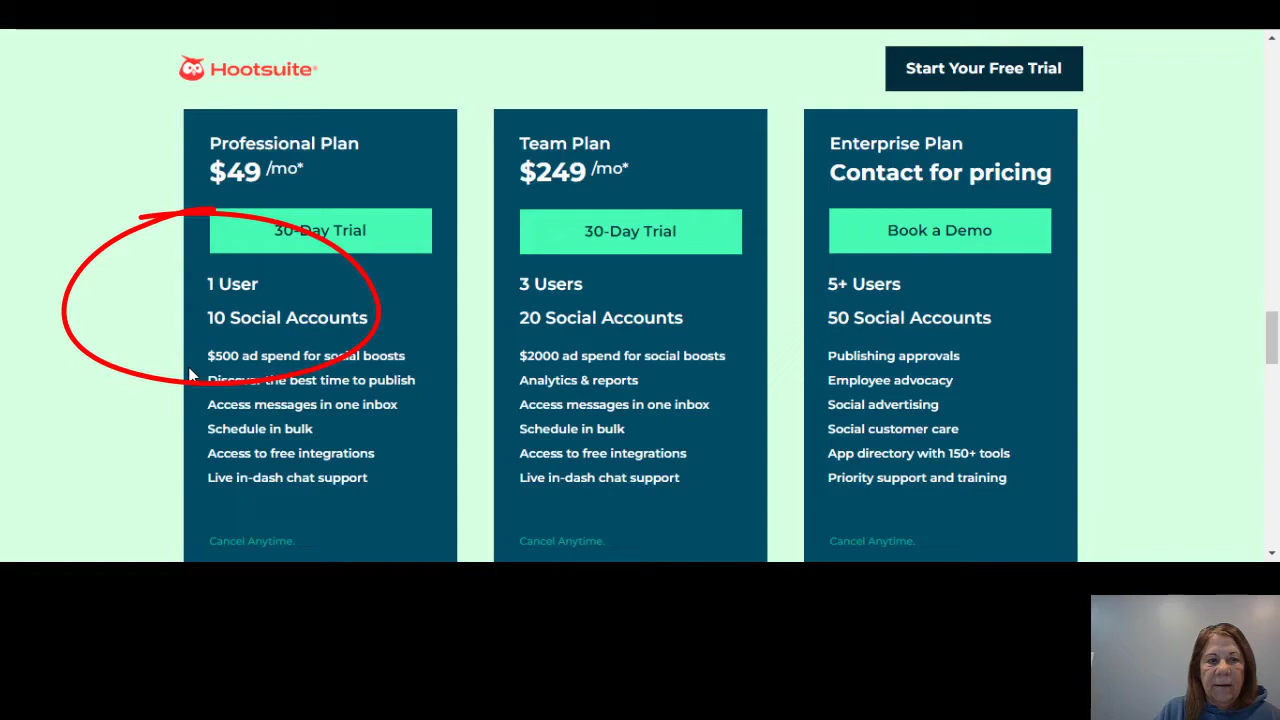 Hootsuite
Start Your Free Trial
Professional Plan
$49 /mo*
30-Day Trial
1 User
10 Social Accounts
$500 ad spend for social boosts
Discover the best time to publish
Access messages in one inbox
Schedule in bulk
Access to free integrations
Live in-dash chat support
Cancel Anytime.
Team Plan
$249 /mo*
30-Day Trial
3 Users
20 Social Accounts
$2000 ad spend for social boosts
Analytics & reports
Access messages in one inbox
Schedule in bulk
Access to free integrations
Live in-dash chat support
Cancel Anytime.
Enterprise Plan
Contact for pricing
Book a Demo
5+ Users
50 Social Accounts
Publishing approvals
Employee advocacy
Social advertising
Social customer care
App directory with 150+ tools
Priority support and training
Cancel Anytime.